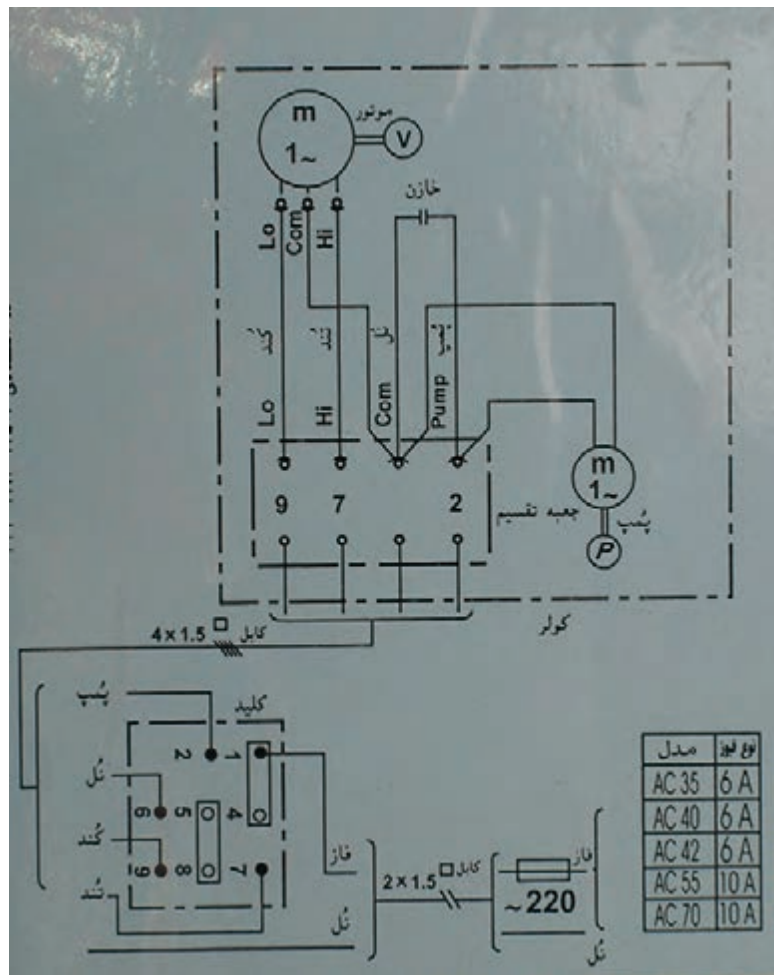 m
1~
موتور
V
خازن
Lo
Com
Hi
کُند
تُند
نُل
پُمپ
Lo
Hi
Com
Pump
9
7
2
جعبه تقسیم
m
1~
پُمپ
P
کولر
4×1.5 کابل
پُمپ
کلید
2
1
نُل
6
5
4
کُند
9
8
7
تُند
فاز
نُل
2×1.5 کابل
فاز
~220
نُل
مدل نوع فیوز
AC 35 6 A
AC 40 6 A
AC 42 6 A
AC 55 10 A
AC 70 10 A